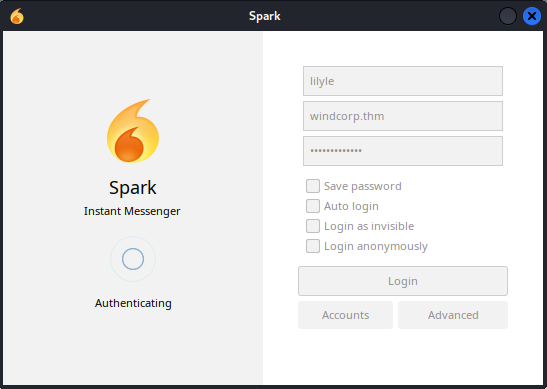 Spark
Spark
Instant Messenger
Authenticating
lilyle
windcorp.thm
•••••••••••••
Save password
Auto login
Login as invisible
Login anonymously
Login
Accounts
Advanced